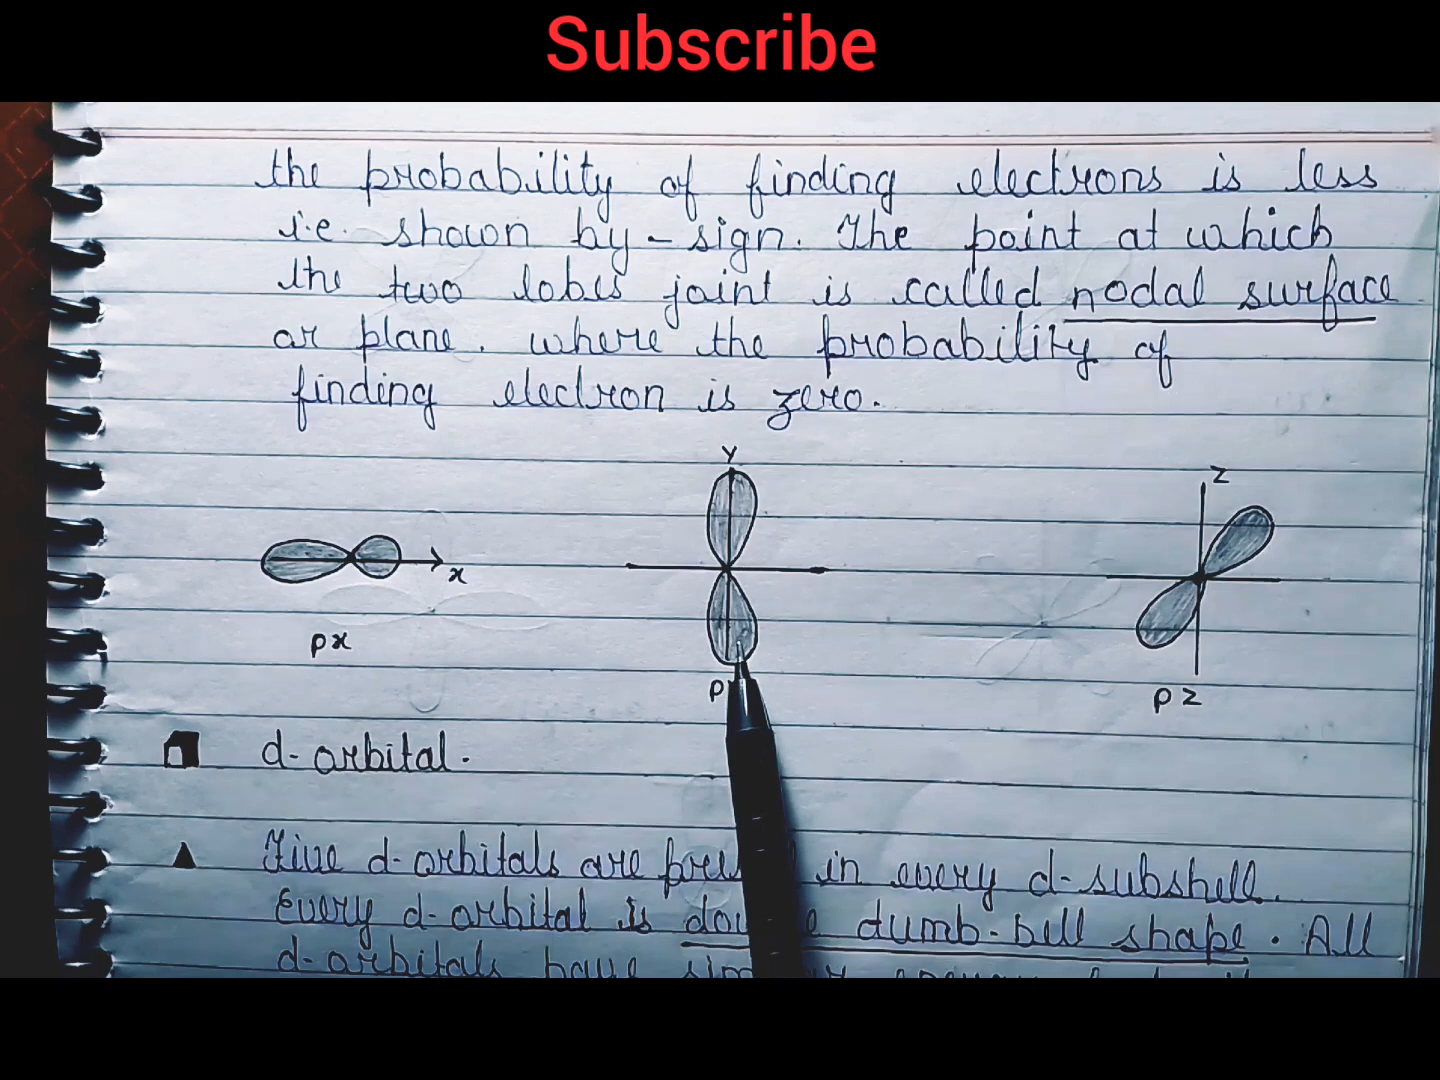 Subscribe
the probability of finding electrons is less
i.e. shown by - sign. The point at which
the two lobes joint is called nodal surface
or plane. where the probability of
finding electron is zero.
Y
Z
x
px
p
pz
d-orbital.
Five d-orbitals are in every d-subshell.
Every d-orbital is dumb-bell shape. All
d-orbitals have